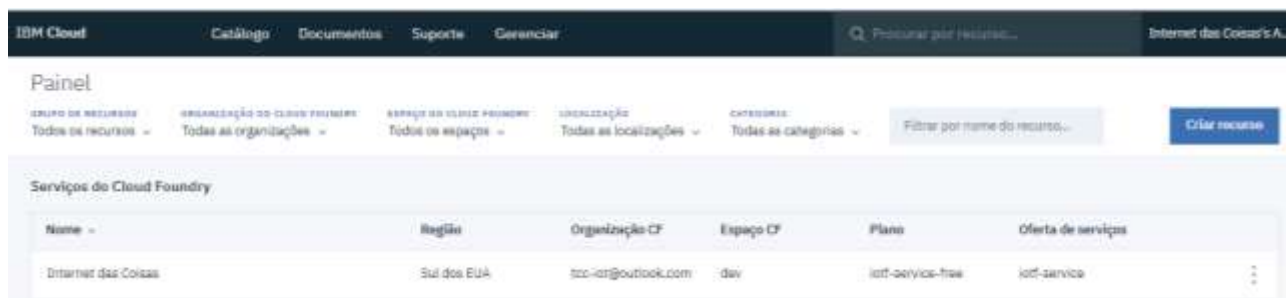 IBM Cloud Catálogo Documentos Suporte Gerenciar Procurar por recurso... Internet das Coisas's A...
Painel
GRUPO DE RECURSOS ORGANIZAÇÃO DO CLOUD FOUNDRY ESPAÇO DO CLOUD FOUNDRY LOCALIZAÇÃO CATEGORIA
Todos os recursos Todas as organizações Todos os espaços Todas as localizações Todas as categorias Filtrar por nome do recurso... Criar recurso
Serviços do Cloud Foundry
Nome Região Organização CF Espaço CF Plano Oferta de serviços
Internet das Coisas Sul dos EUA tcc-iot@outlook.com dev iotf-service-free iotf-service